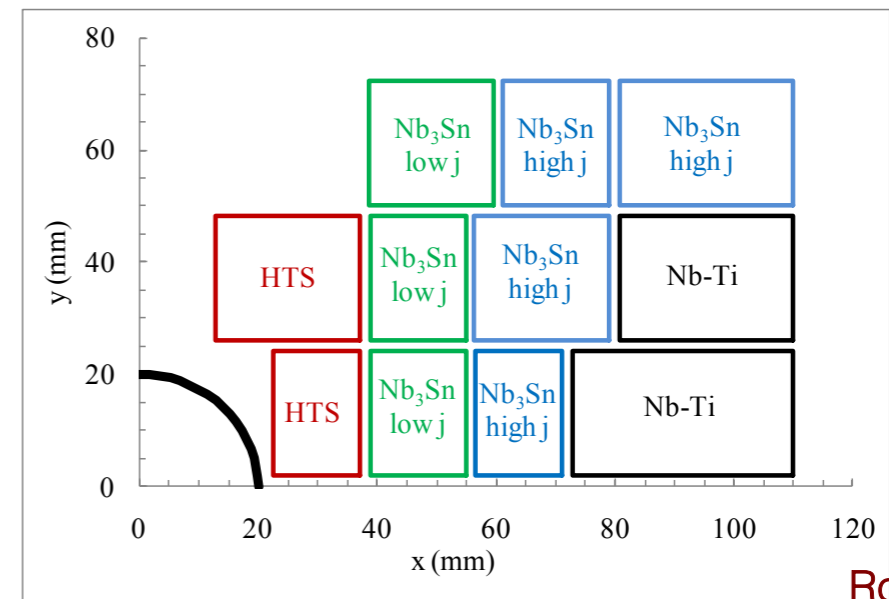 80
60
40
20
0
y (mm)
Nb₃Sn
low j
Nb₃Sn
high j
Nb₃Sn
high j
HTS
Nb₃Sn
low j
Nb₃Sn
high j
Nb-Ti
HTS
Nb₃Sn
low j
Nb₃Sn
high j
Nb-Ti
0 20 40 60 80 100 120
x (mm)